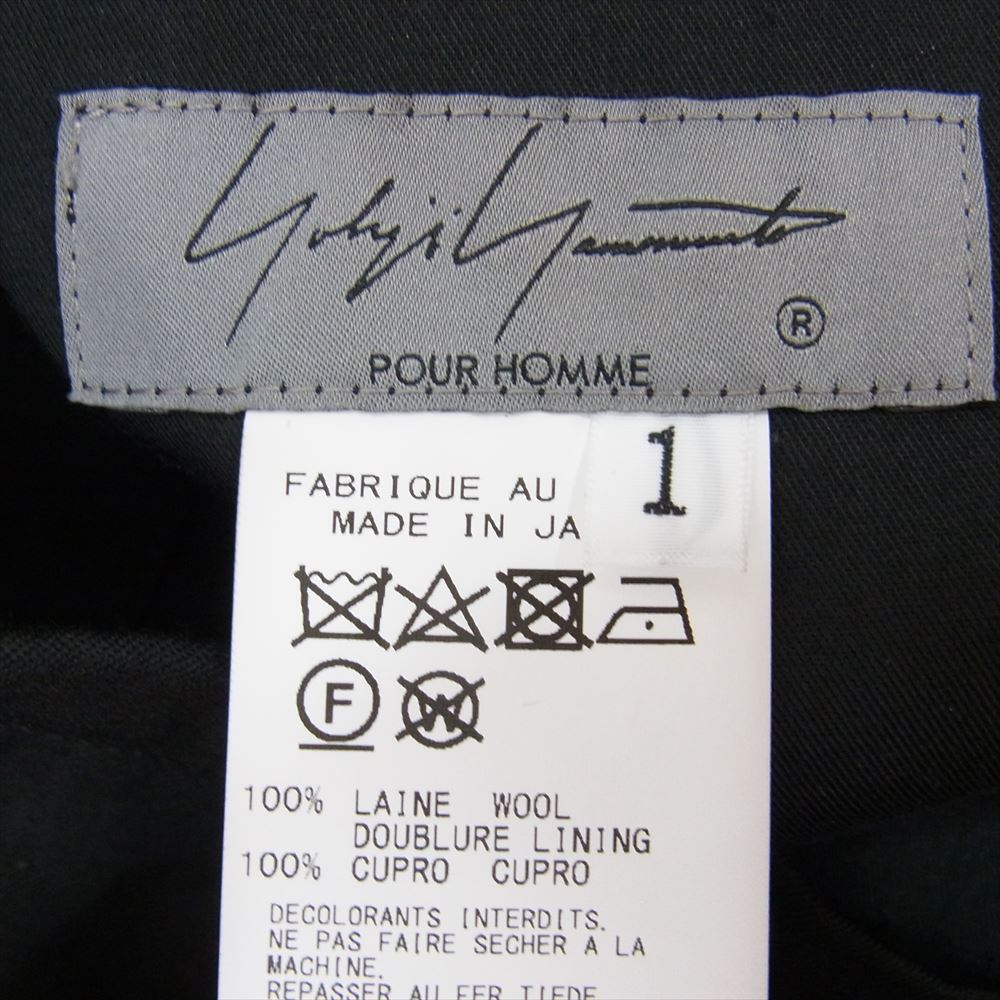 Yohji Yamamoto
®
POUR HOMME
1
FABRIQUE AU
MADE IN JA
F W
100% LAINE WOOL
DOUBLURE LINING
100% CUPRO CUPRO
DECOLORANTS INTERDITS.
NE PAS FAIRE SECHER A LA
MACHINE.
REPASSER AU FER TIEDE